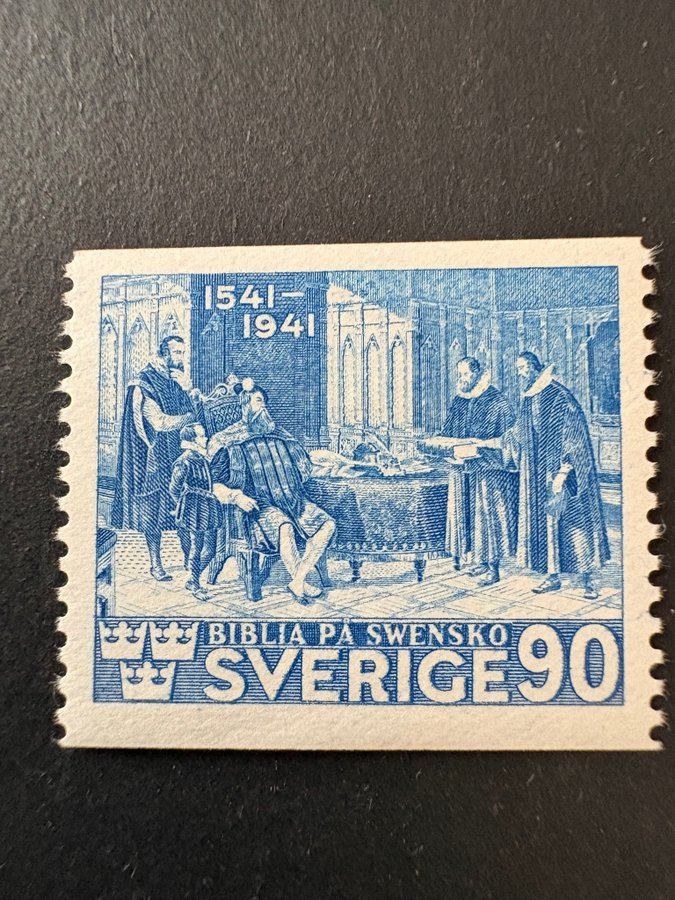 1541-
1941
BIBLIA PÅ SWENSKO
SVERIGE 90